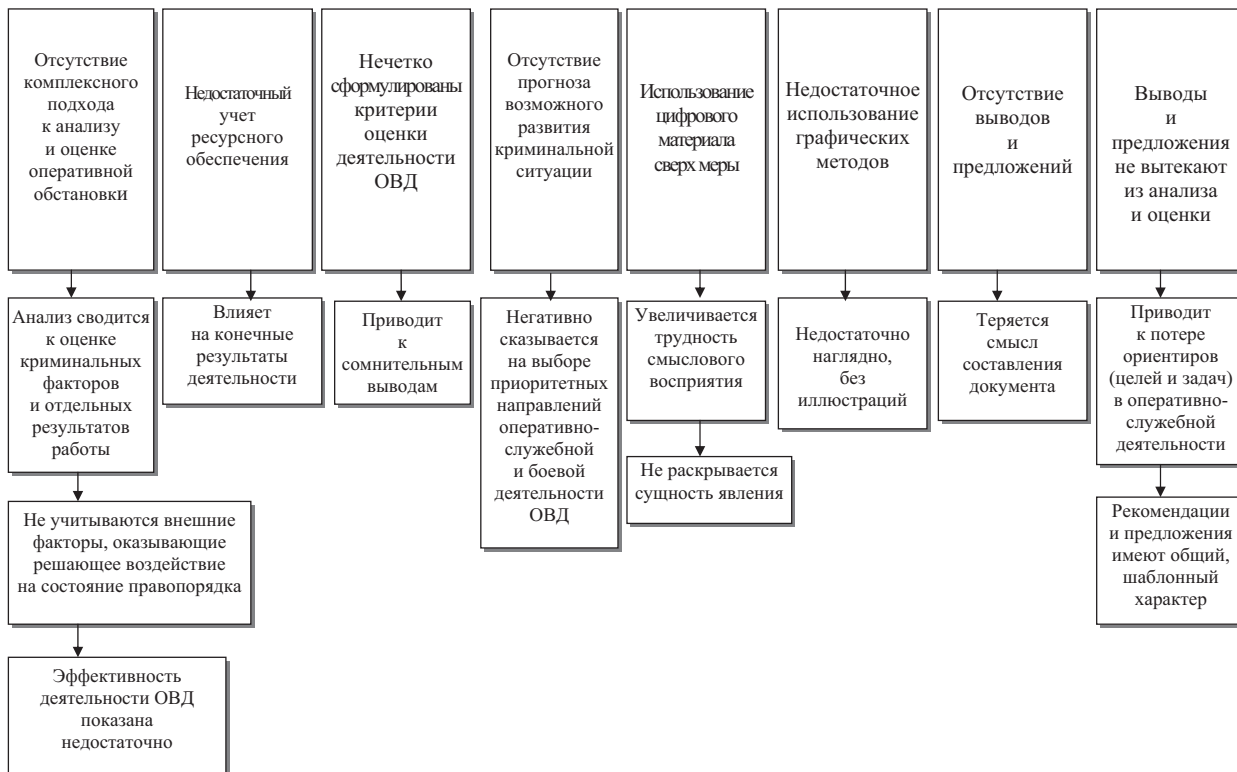 Отсутствие
комплексного
подхода
к анализу
и оценке
оперативной
обстановки
Недостаточный
учет
ресурсного
обеспечения
Нечетко
сформулированы
критерии
оценки
деятельности
ОВД
Отсутствие
прогноза
возможного
развития
криминальной
ситуации
Использование
цифрового
материала
сверх меры
Недостаточное
использование
графических
методов
Отсутствие
выводов
и
предложений
Выводы
и
предложения
не вытекают
из анализа
и оценки
Анализ сводится
к оценке
криминальных
факторов
и отдельных
результатов
работы
Влияет
на конечные
результаты
деятельности
Приводит
к
сомнительным
выводам
Негативно
сказывается
на выборе
приоритетных
направлений
оперативно-
служебной
и боевой
деятельности
ОВД
Увеличивается
трудность
смыслового
восприятия
Недостаточно
наглядно,
без
иллюстраций
Теряется
смысл
составления
документа
Приводит
к потере
ориентиров
(целей и задач)
в оперативно-
служебной
деятельности
Не раскрывается
сущность явления
Не учитываются внешние
факторы, оказывающие
решающее воздействие
на состояние правопорядка
Рекомендации
и предложения
имеют общий,
шаблонный
характер
Эффективность
деятельности ОВД
показана
недостаточно